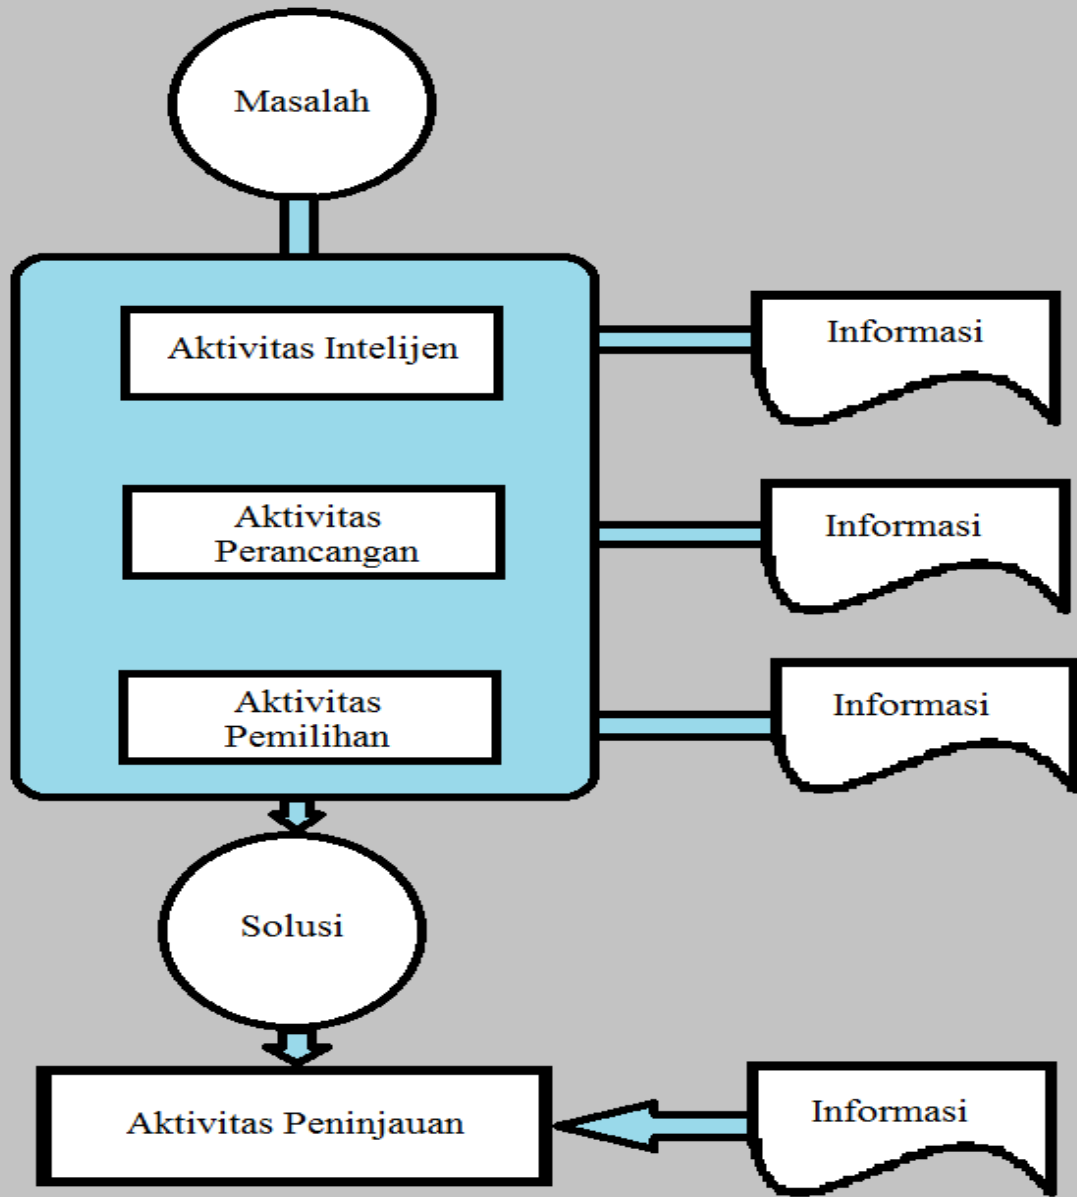 Masalah
Aktivitas Intelijen
Informasi
Aktivitas
Perancangan
Informasi
Aktivitas
Pemilihan
Informasi
Solusi
Aktivitas Peninjauan
Informasi